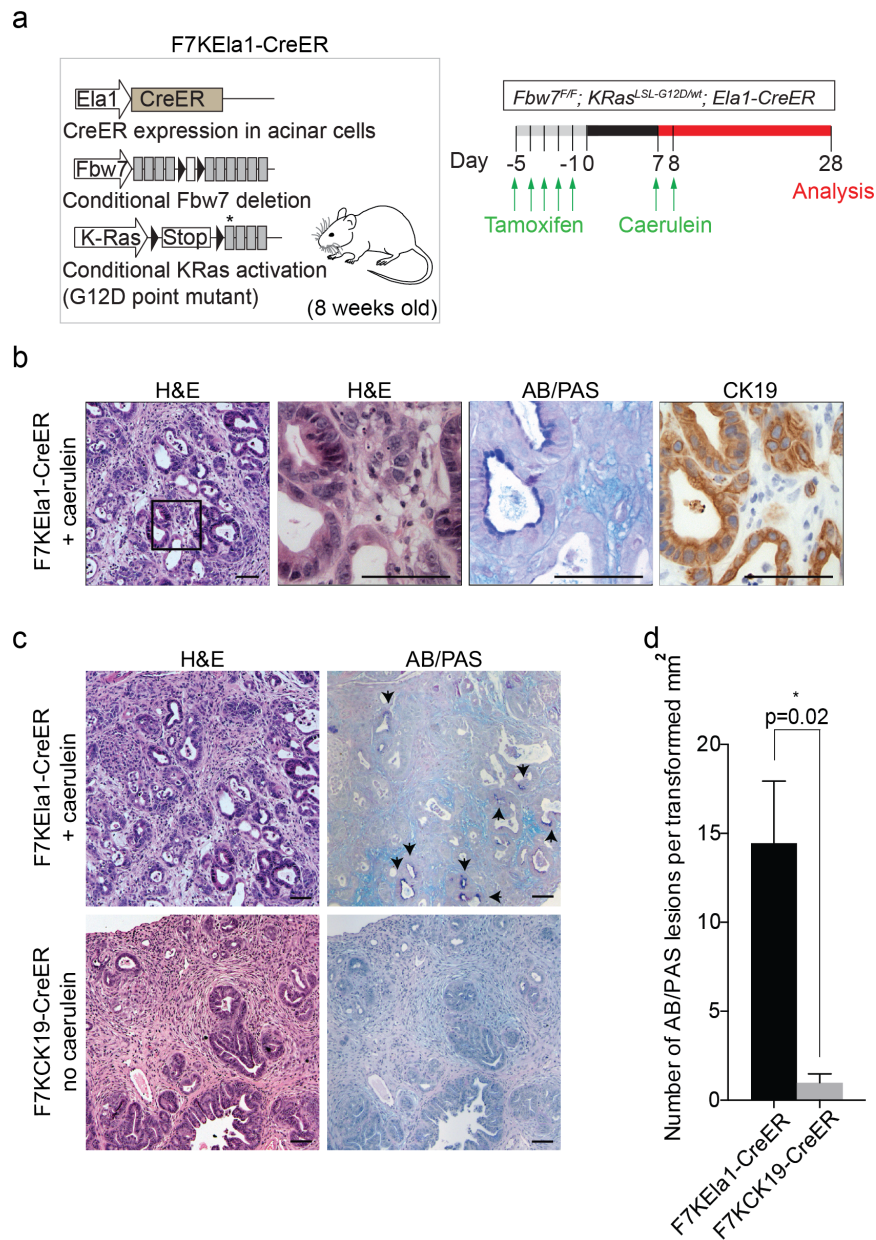 a
F7KEla1-CreER
Ela1
CreER
CreER expression in acinar cells
Fbw7
Conditional Fbw7 deletion
*
K-Ras
Stop
Conditional KRas activation
(G12D point mutant)
(8 weeks old)
Fbw7F/F; KRasLSL-G12D/wt; Ela1-CreER
Day -5 -10 7 8 28
Tamoxifen
Caerulein
Analysis
b
H&E
H&E
AB/PAS
CK19
F7KEla1-CreER
+ caerulein
c
H&E
AB/PAS
F7KEla1-CreER
+ caerulein
F7KCK19-CreER
no caerulein
d
Number of AB/PAS lesions per transformed mm2
*
p=0.02
20
15
10
5
0
F7KEla1-CreER
F7KCK19-CreER